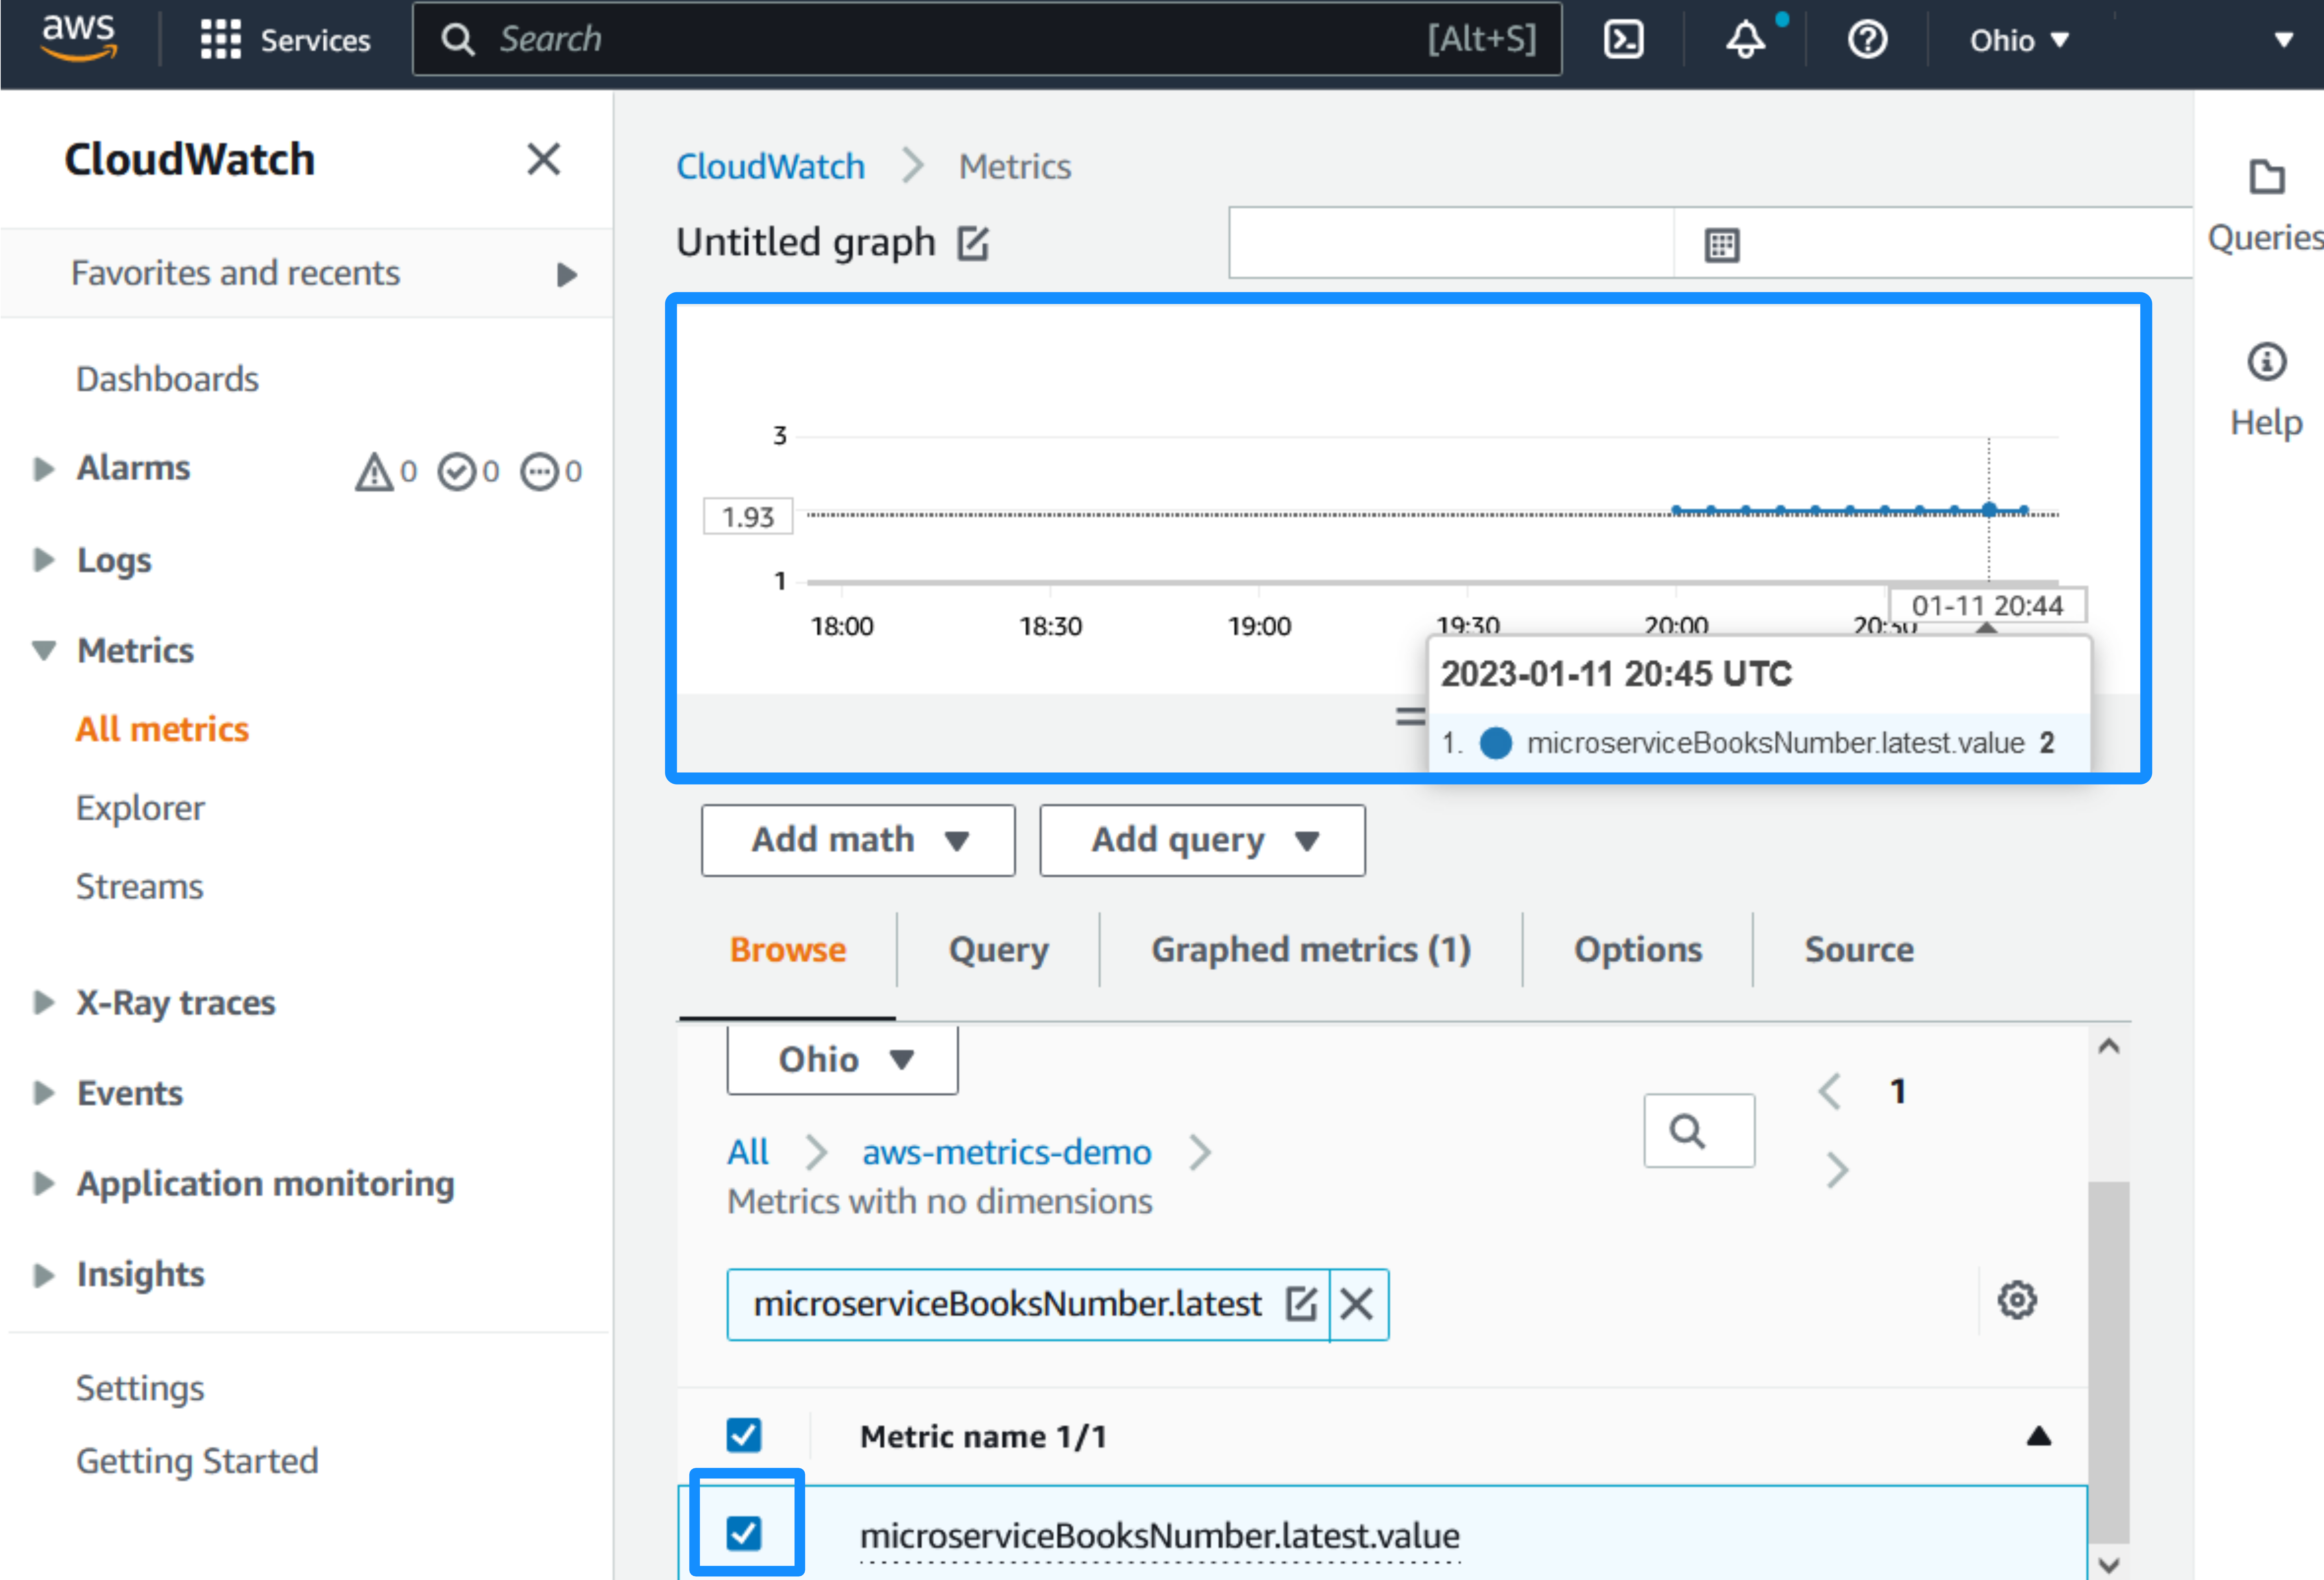 aws
Services
Search
[Alt+S]
Ohio
CloudWatch
Favorites and recents
Dashboards
Alarms
0
0
0
Logs
Metrics
All metrics
Explorer
Streams
X-Ray traces
Events
Application monitoring
Insights
Settings
Getting Started
CloudWatch
Metrics
Untitled graph
3
1.93
1
18:00
18:30
19:00
19:30
20:00
20:30
01-11 20:44
2023-01-11 20:45 UTC
1. microserviceBooksNumber.latest.value 2
Add math
Add query
Browse
Query
Graphed metrics (1)
Options
Source
Ohio
1
All
aws-metrics-demo
Metrics with no dimensions
microserviceBooksNumber.latest
Metric name 1/1
microserviceBooksNumber.latest.value
Queries
Help